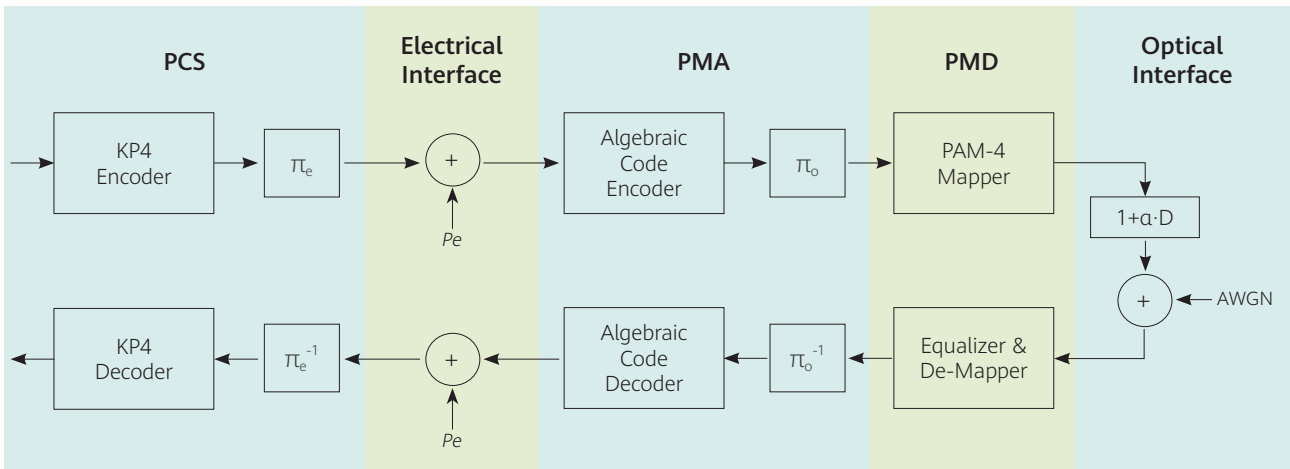 PCS
Electrical
Interface
PMA
PMD
Optical
Interface
KP4
Encoder
πe
+
Pe
Algebraic
Code
Encoder
πo
PAM-4
Mapper
1+α·D
+
AWGN
KP4
Decoder
πe-1
+
Pe
Algebraic
Code
Decoder
πo-1
Equalizer &
De-Mapper